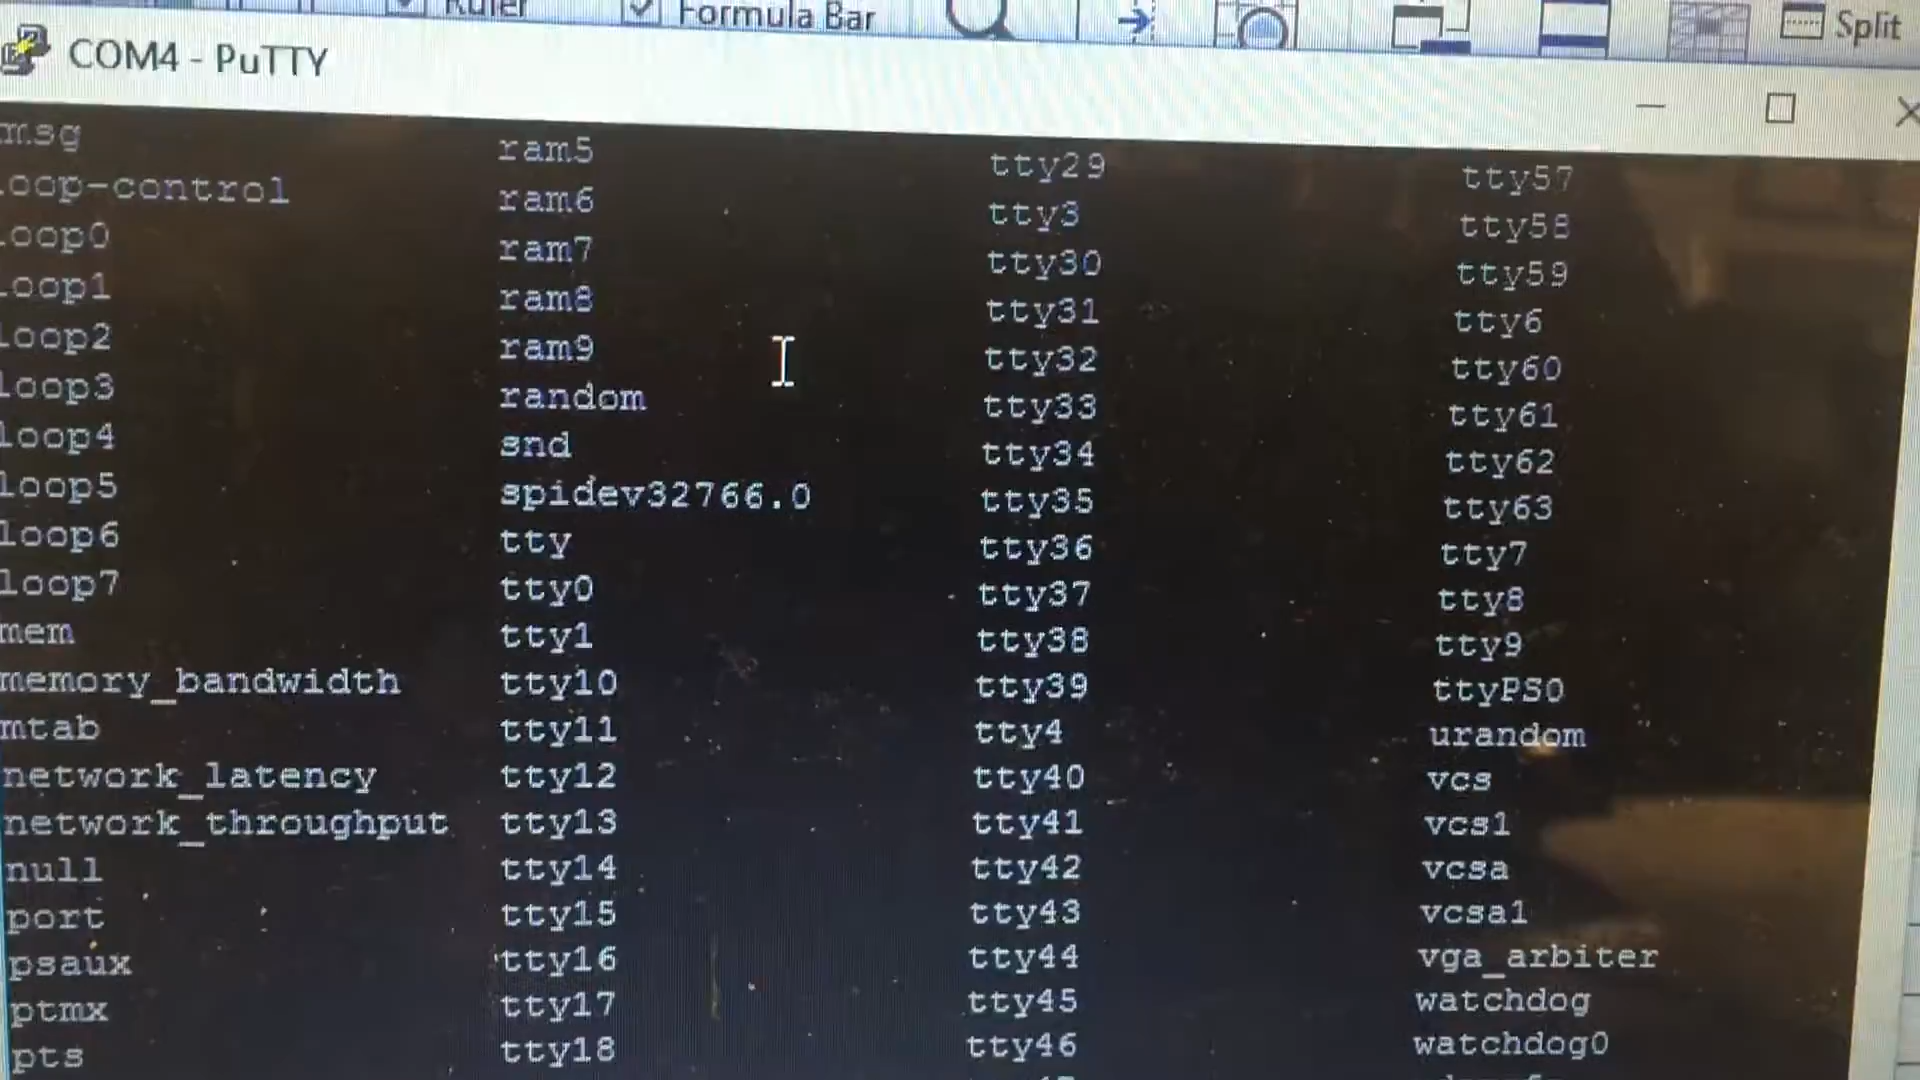 Ruler
Formula Bar
Split
COM4 - PuTTY
msg ram5 tty29 tty57
loop-control ram6 tty3 tty58
loop0 ram7 tty30 tty59
loop1 ram8 tty31 tty6
loop2 ram9 tty32 tty60
loop3 random tty33 tty61
loop4 snd tty34 tty62
loop5 spidev32766.0 tty35 tty63
loop6 tty tty36 tty7
loop7 tty0 tty37 tty8
mem tty1 tty38 tty9
memory_bandwidth tty10 tty39 ttyPS0
mtab tty11 tty4 urandom
network_latency tty12 tty40 vcs
network_throughput tty13 tty41 vcs1
null tty14 tty42 vcsa
port tty15 tty43 vcsa1
psaux tty16 tty44 vga_arbiter
ptmx tty17 tty45 watchdog
pts tty18 tty46 watchdog0